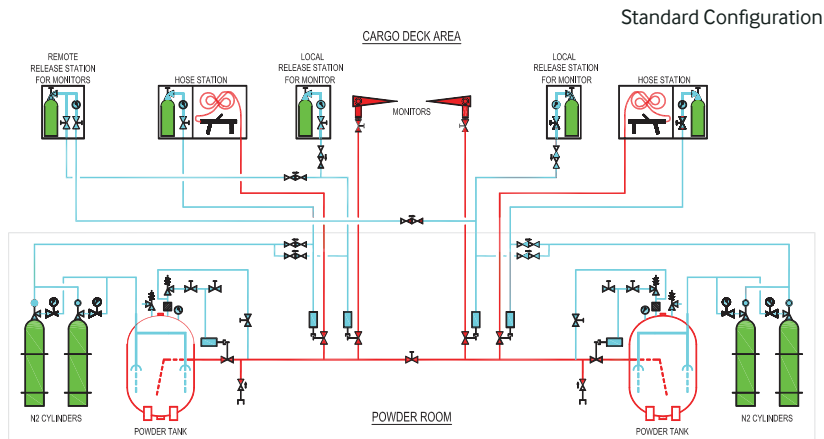 Standard Configuration
CARGO DECK AREA
REMOTE
RELEASE STATION
FOR MONITORS
HOSE STATION
LOCAL
RELEASE STATION
FOR MONITOR
MONITORS
LOCAL
RELEASE STATION
FOR MONITOR
HOSE STATION
N2 CYLINDERS
POWDER TANK
POWDER ROOM
POWDER TANK
N2 CYLINDERS